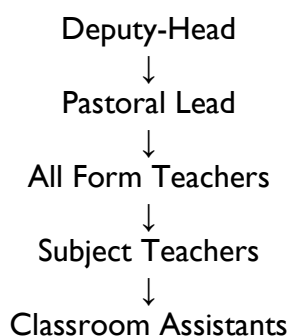 Deputy-Head
↓
Pastoral Lead
↓
All Form Teachers
↓
Subject Teachers
↓
Classroom Assistants